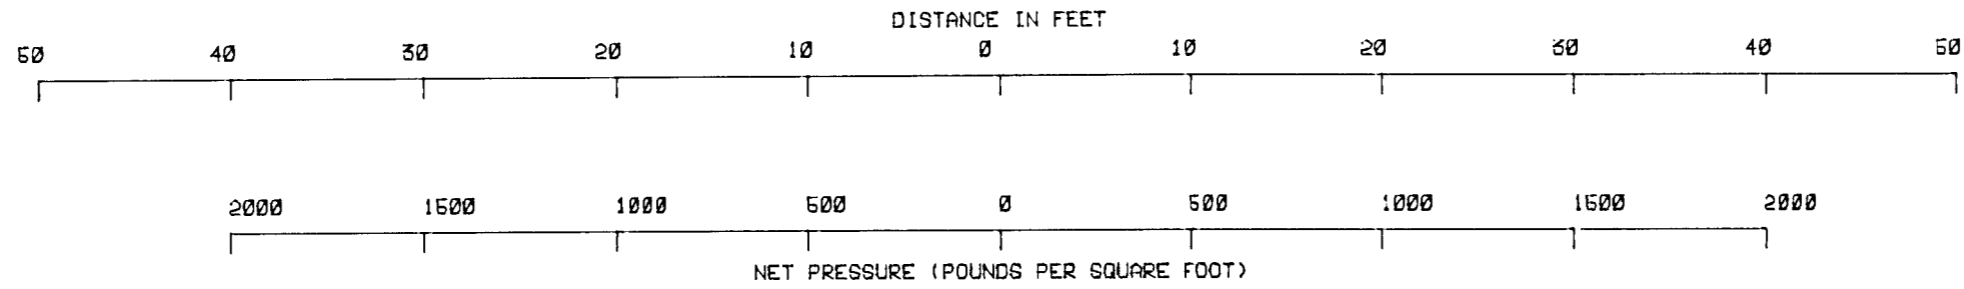 DISTANCE IN FEET
50 40 30 20 10 0 10 20 30 40 50
2000 1500 1000 500 0 500 1000 1500 2000
NET PRESSURE (POUNDS PER SQUARE FOOT)